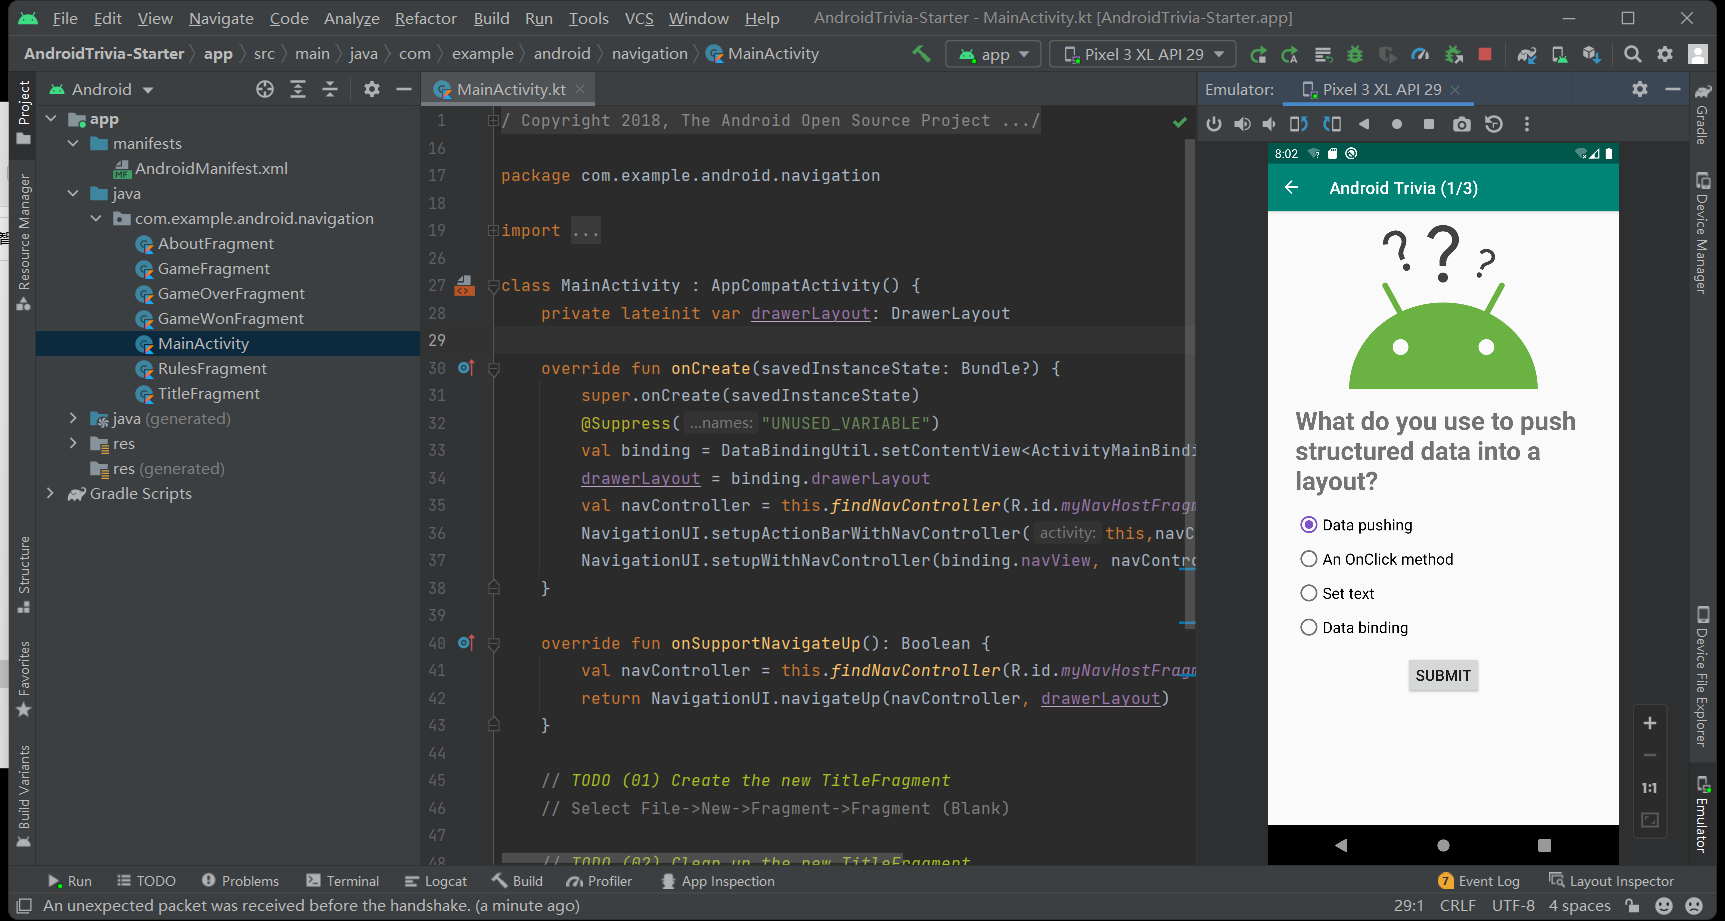 File Edit View Navigate Code Analyze Refactor Build Run Tools VCS Window Help AndroidTrivia-Starter - MainActivity.kt [AndroidTrivia-Starter.app]
AndroidTrivia-Starter app src main java com example android navigation MainActivity app Pixel 3 XL API 29
Project
Resource Manager
Structure
Favorites
Build Variants
Android
app
manifests
AndroidManifest.xml
java
com.example.android.navigation
AboutFragment
GameFragment
GameOverFragment
GameWonFragment
MainActivity
RulesFragment
TitleFragment
java (generated)
res
res (generated)
Gradle Scripts
MainActivity.kt
1 / Copyright 2018, The Android Open Source Project .../
16
17 package com.example.android.navigation
18
19 import ...
26
27 class MainActivity : AppCompatActivity() {
28 private lateinit var drawerLayout: DrawerLayout
29
30 override fun onCreate(savedInstanceState: Bundle?) {
31 super.onCreate(savedInstanceState)
32 @Suppress( ...names: "UNUSED_VARIABLE")
33 val binding = DataBindingUtil.setContentView<ActivityMainBindi
34 drawerLayout = binding.drawerLayout
35 val navController = this.findNavController(R.id.myNavHostFragm
36 NavigationUI.setupActionBarWithNavController( activity: this,navC
37 NavigationUI.setupWithNavController(binding.navView, navContro
38 }
39
40 override fun onSupportNavigateUp(): Boolean {
41 val navController = this.findNavController(R.id.myNavHostFragm
42 return NavigationUI.navigateUp(navController, drawerLayout)
43 }
44
45 // TODO (01) Create the new TitleFragment
46 // Select File->New->Fragment->Fragment (Blank)
47
48 // TODO (02) Clean up the new TitleFragment
Emulator: Pixel 3 XL API 29
8:02
Android Trivia (1/3)
???
What do you use to push
structured data into a
layout?
Data pushing
An OnClick method
Set text
Data binding
SUBMIT
1:1
Gradle
Device Manager
Device File Explorer
Emulator
Run TODO Problems Terminal Logcat Build Profiler App Inspection 7 Event Log Layout Inspector
An unexpected packet was received before the handshake. (a minute ago) 29:1 CRLF UTF-8 4 spaces